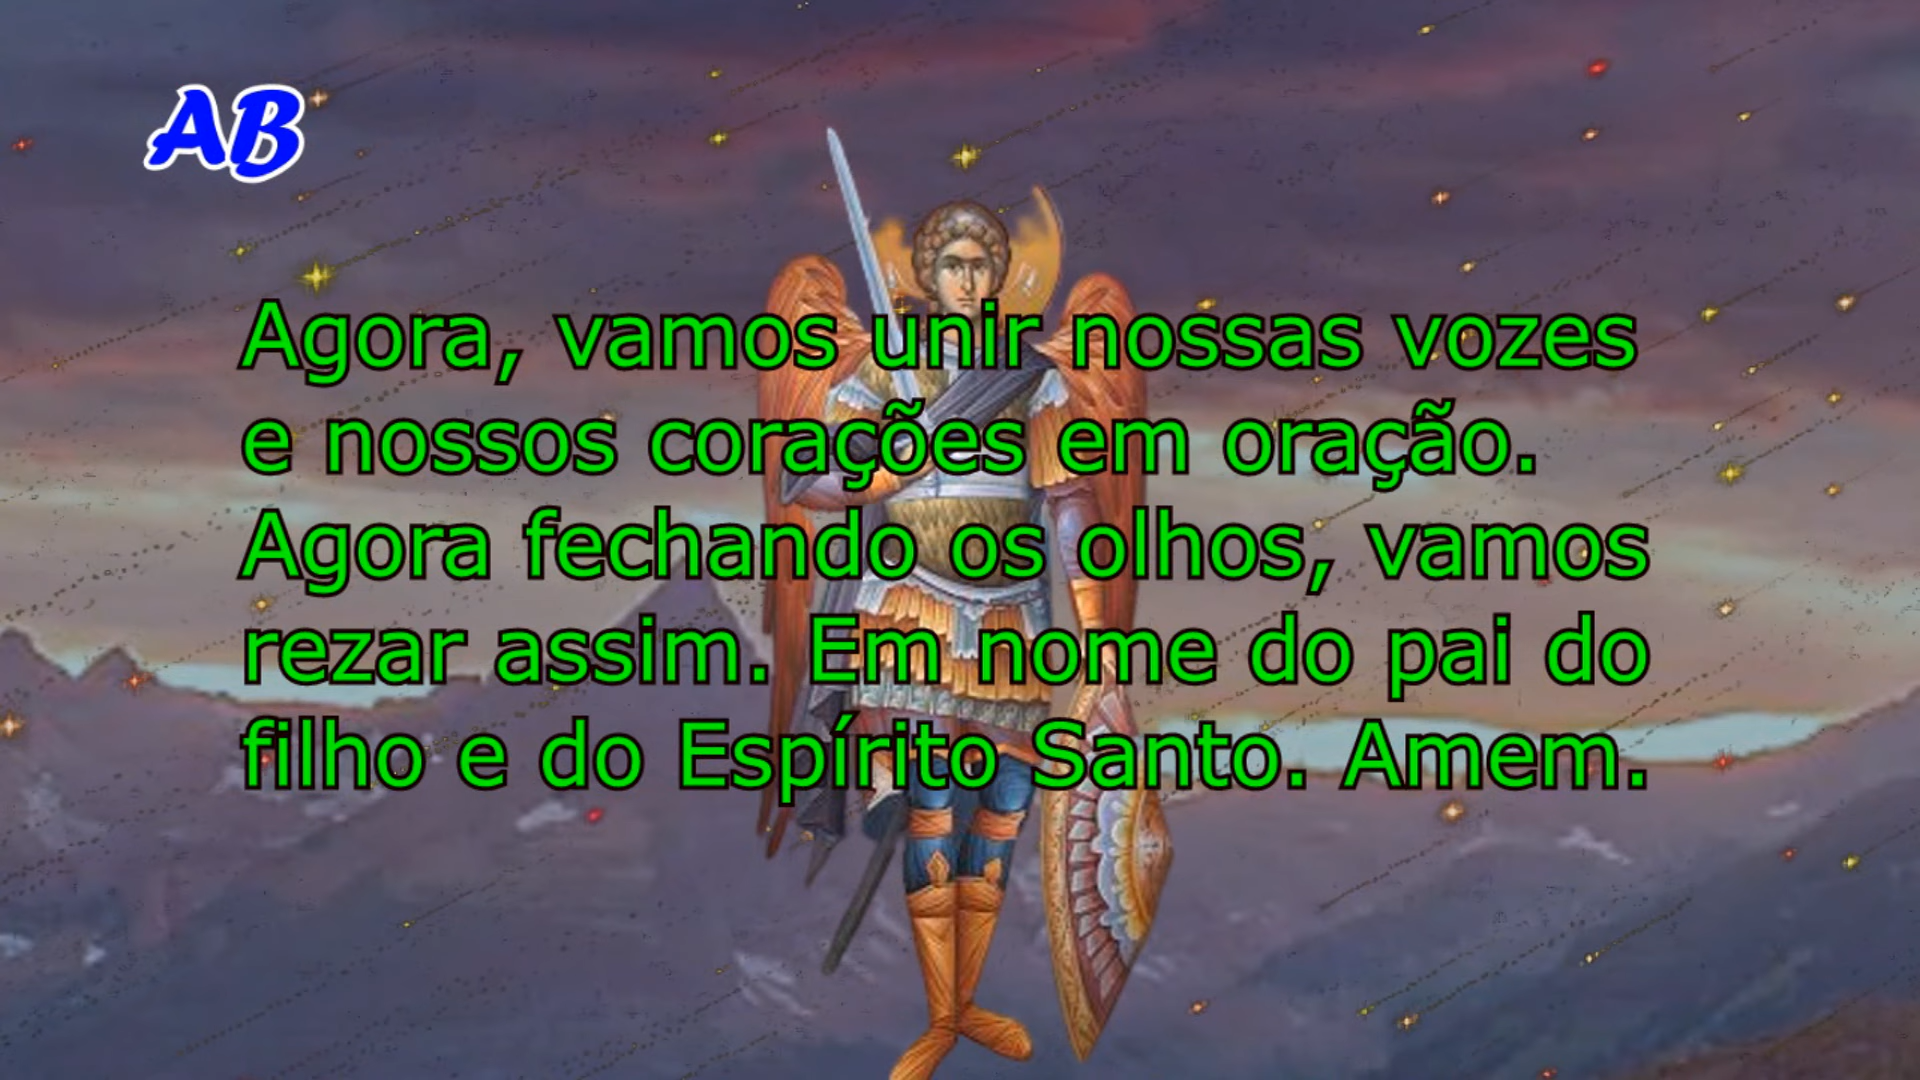 AB
Agora, vamos unir nossas vozes
e nossos corações em oração.
Agora fechando os olhos, vamos
rezar assim. Em nome do pai do
filho e do Espírito Santo. Amem.